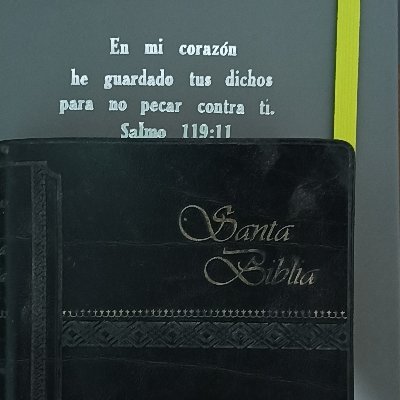 En mi corazón
he guardado tus dichos
para no pecar contra ti.
Salmo 119:11
Santa
Biblia